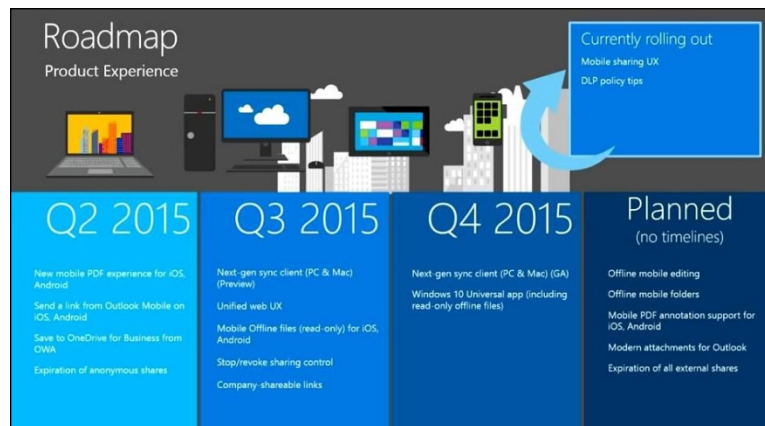 Roadmap
Product Experience
Currently rolling out
Mobile sharing UX
DLP policy tips
Q2 2015
New mobile PDF experience for iOS,
Android
Send a link from Outlook Mobile on
iOS, Android
Save to OneDrive for Business from
OWA
Expiration of anonymous shares
Q3 2015
Next-gen sync client (PC & Mac)
(Preview)
Unified web UX
Mobile Offline files (read-only) for iOS,
Android
Stop/revoke sharing control
Company-shareable links
Q4 2015
Next-gen sync client (PC & Mac) (GA)
Windows 10 Universal app (including
read-only offline files)
Planned
(no timelines)
Offline mobile editing
Offline mobile folders
Mobile PDF annotation support for
iOS, Android
Modern attachments for Outlook
Expiration of all external shares